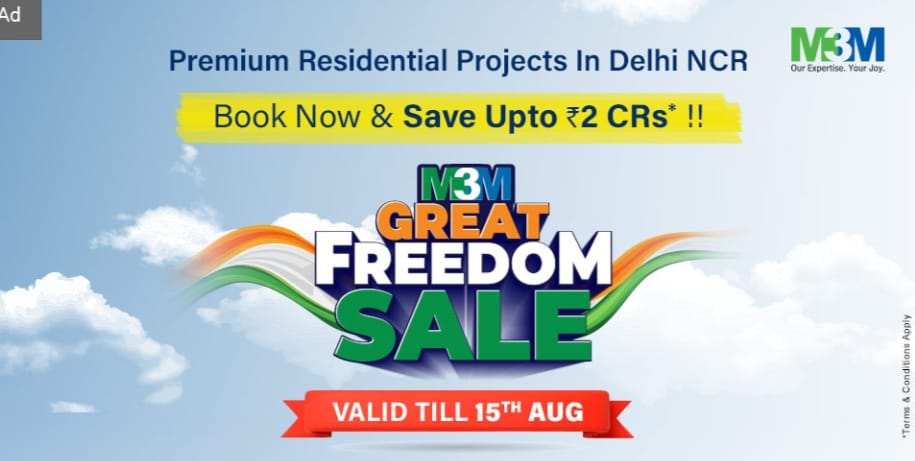 Ad
Premium Residential Projects In Delhi NCR
M3M
Our Expertise. Your Joy.
Book Now & Save Upto ₹2 CRs* !!
M3M
GREAT
FREEDOM
SALE
VALID TILL 15TH AUG
*Terms & Conditions Apply